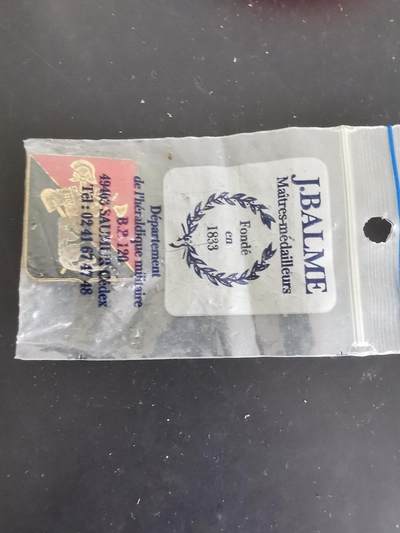 J.BALME
Maîtres-médailleurs
Fondé
en
1833
Département
de l'héraldique militaire
B.P. 120
49403 SAUMUR Cédex
Tél : 02 41 67 47 48